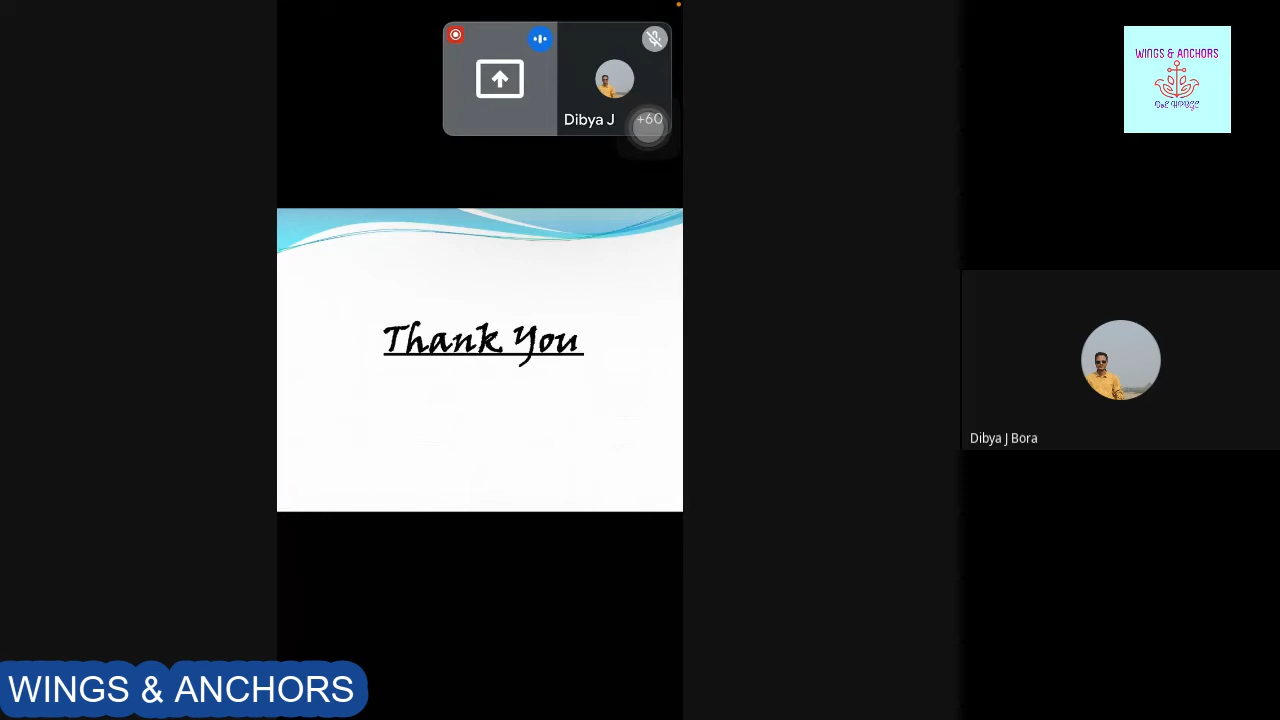 Dibya J
+60
WINGS & ANCHORS
Thank You
Dibya J Bora
WINGS & ANCHORS